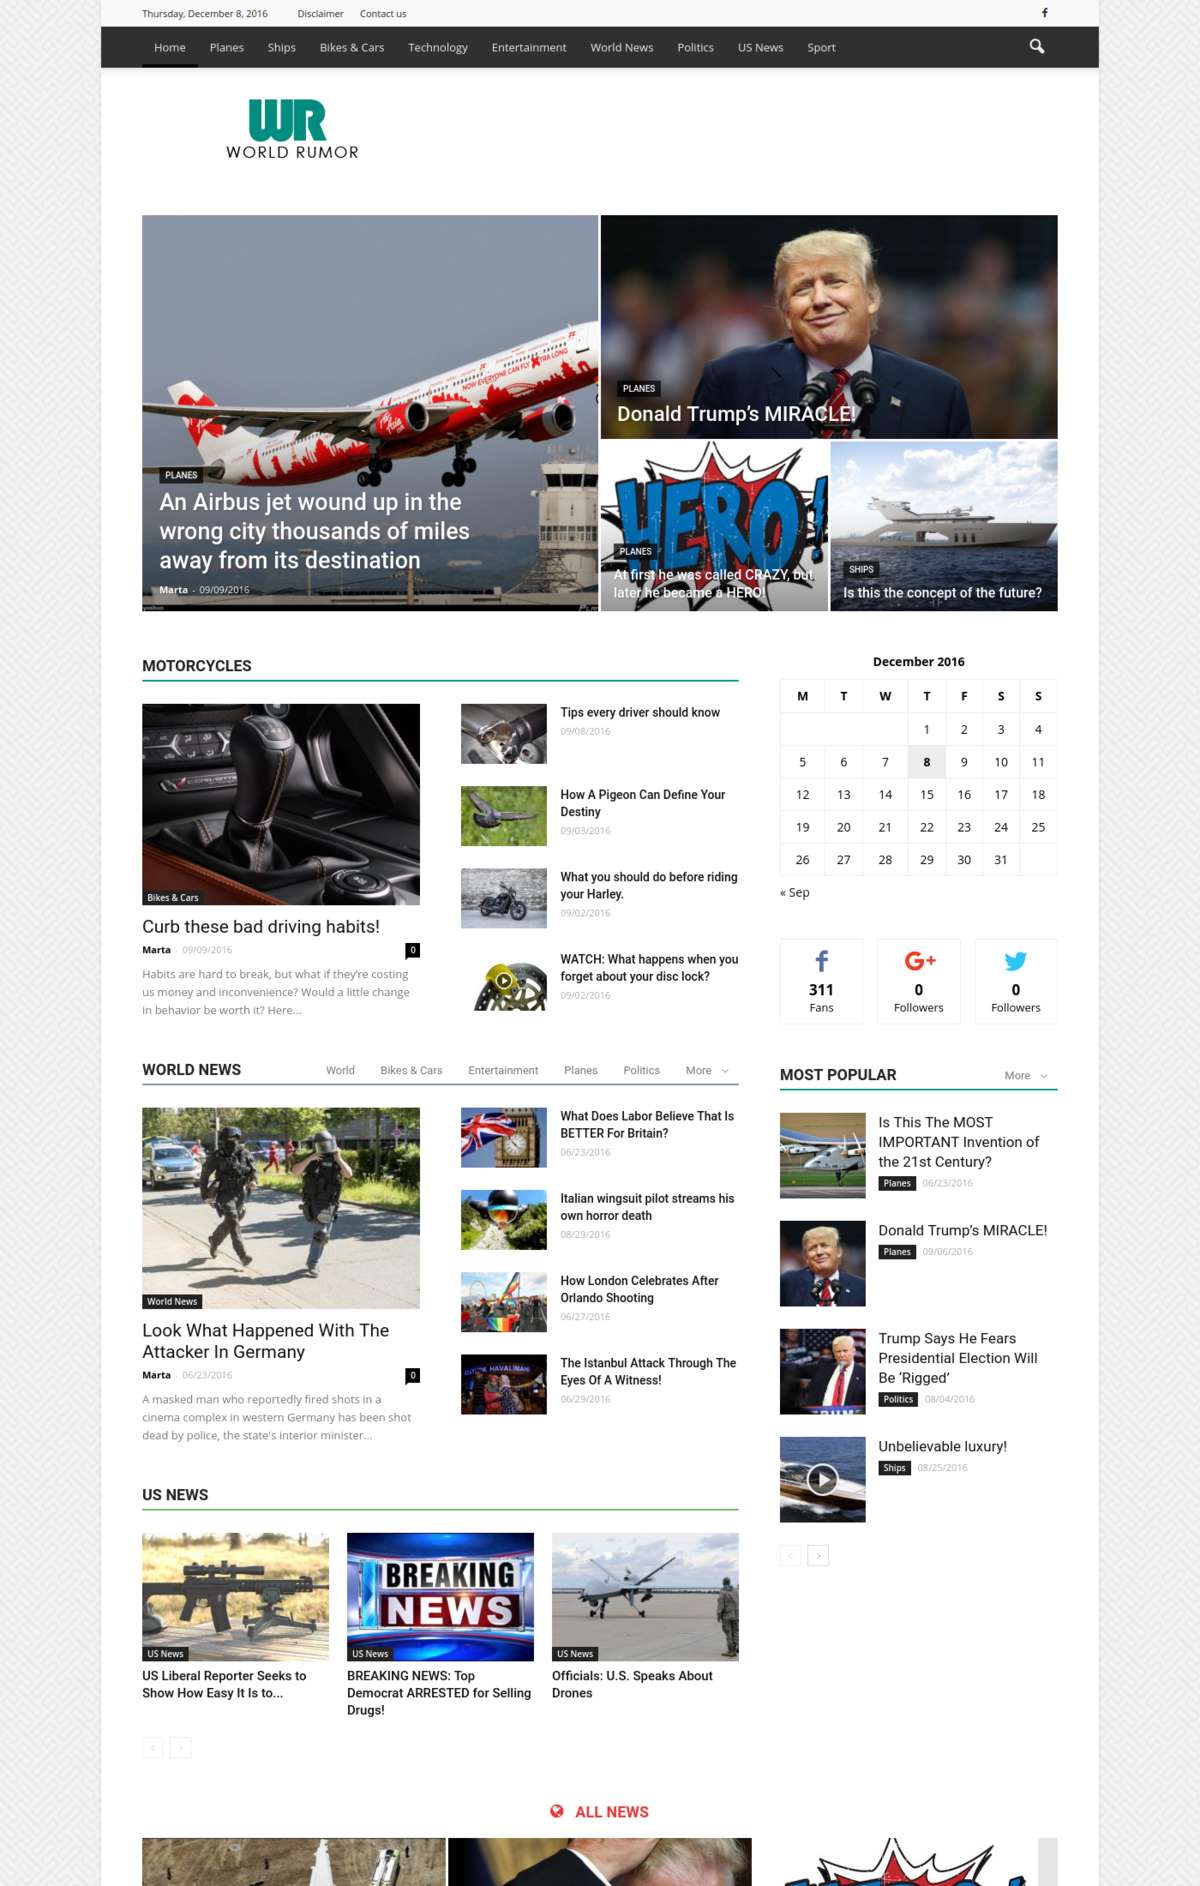 Thursday, December 8, 2016 Disclaimer Contact us
Home Planes Ships Bikes & Cars Technology Entertainment World News Politics US News Sport
WR
WORLD RUMOR
NOW EVERYONE CAN FLY XTRA LONG
PLANES
An Airbus jet wound up in the
wrong city thousands of miles
away from its destination
Marta - 09/09/2016
PLANES
Donald Trump’s MIRACLE!
HERO!
PLANES
At first he was called CRAZY, but
later he became a HERO!
SHIPS
Is this the concept of the future?
MOTORCYCLES
Bikes & Cars
Curb these bad driving habits!
Marta - 09/09/2016 0
Habits are hard to break, but what if they’re costing
us money and inconvenience? Would a little change
in behavior be worth it? Here...
Tips every driver should know
09/08/2016
How A Pigeon Can Define Your
Destiny
09/03/2016
What you should do before riding
your Harley.
09/02/2016
WATCH: What happens when you
forget about your disc lock?
09/02/2016
December 2016
M T W T F S S
1 2 3 4
5 6 7 8 9 10 11
12 13 14 15 16 17 18
19 20 21 22 23 24 25
26 27 28 29 30 31
« Sep
311
Fans
0
Followers
0
Followers
WORLD NEWS World Bikes & Cars Entertainment Planes Politics More
World News
Look What Happened With The
Attacker In Germany
Marta - 06/23/2016 0
A masked man who reportedly fired shots in a
cinema complex in western Germany has been shot
dead by police, the state's interior minister...
What Does Labor Believe That Is
BETTER For Britain?
06/23/2016
Italian wingsuit pilot streams his
own horror death
08/29/2016
How London Celebrates After
Orlando Shooting
06/27/2016
The Istanbul Attack Through The
Eyes Of A Witness!
06/29/2016
MOST POPULAR More
Is This The MOST
IMPORTANT Invention of
the 21st Century?
Planes 06/23/2016
Donald Trump’s MIRACLE!
Planes 09/06/2016
Trump Says He Fears
Presidential Election Will
Be ‘Rigged’
Politics 08/04/2016
Unbelievable luxury!
Ships 08/25/2016
US NEWS
US News
US Liberal Reporter Seeks to
Show How Easy It Is to...
BREAKING
NEWS
US News
BREAKING NEWS: Top
Democrat ARRESTED for Selling
Drugs!
US News
Officials: U.S. Speaks About
Drones
ALL NEWS